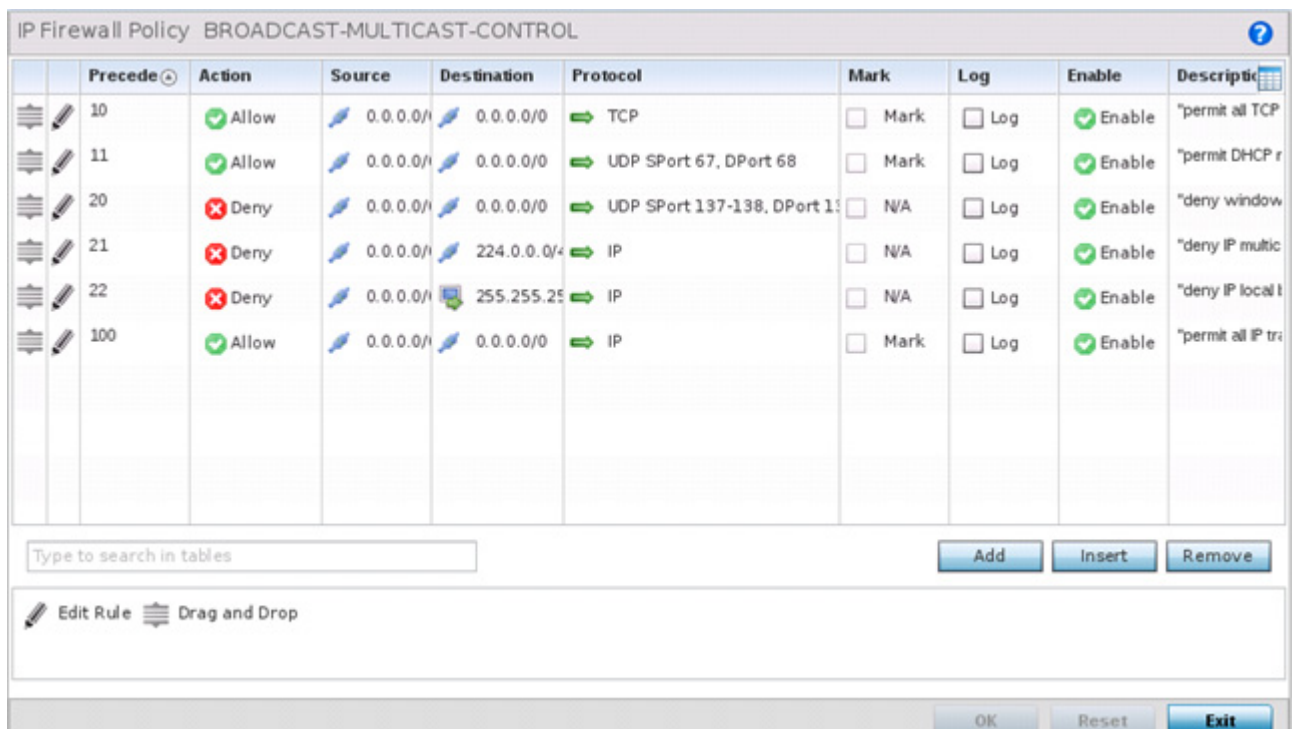 IP Firewall Policy BROADCAST-MULTICAST-CONTROL
Precede Action Source Destination Protocol Mark Log Enable Descriptic
10 Allow 0.0.0.0/ 0.0.0.0/0 TCP Mark Log Enable "permit all TCP
11 Allow 0.0.0.0/ 0.0.0.0/0 UDP SPort 67, DPort 68 Mark Log Enable "permit DHCP r
20 Deny 0.0.0.0/ 0.0.0.0/0 UDP SPort 137-138, DPort 13 N/A Log Enable "deny window
21 Deny 0.0.0.0/ 224.0.0.0/4 IP N/A Log Enable "deny IP multic
22 Deny 0.0.0.0/ 255.255.25 IP N/A Log Enable "deny IP local b
100 Allow 0.0.0.0/ 0.0.0.0/0 IP Mark Log Enable "permit all IP tra
Type to search in tables
Add Insert Remove
Edit Rule Drag and Drop
OK Reset Exit